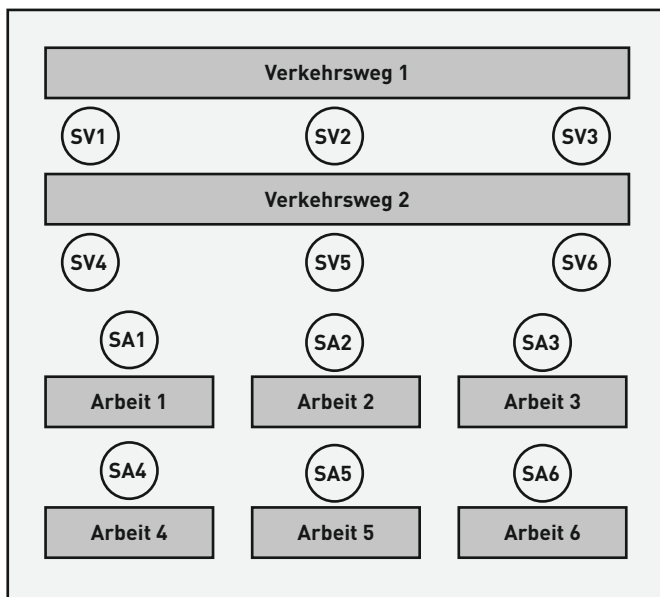 Verkehrsweg 1
SV1 SV2 SV3
Verkehrsweg 2
SV4 SV5 SV6
SA1 SA2 SA3
Arbeit 1 Arbeit 2 Arbeit 3
SA4 SA5 SA6
Arbeit 4 Arbeit 5 Arbeit 6